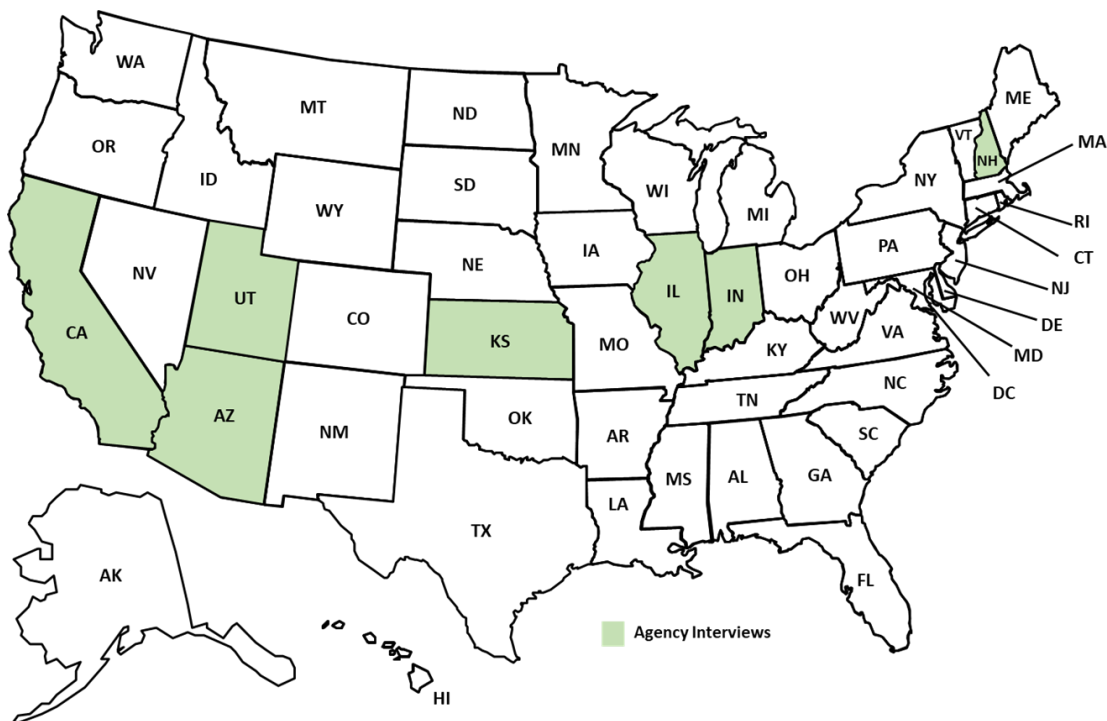 WA
MT
ND
MN
ME
VT
NH
MA
OR
ID
SD
WI
NY
MI
WY
RI
IA
PA
CT
NV
NE
OH
NJ
UT
IL
IN
CA
CO
KS
MO
WV
VA
DE
KY
MD
NC
DC
AZ
NM
OK
TN
AR
SC
MS
AL
GA
LA
TX
AK
FL
Agency Interviews
HI